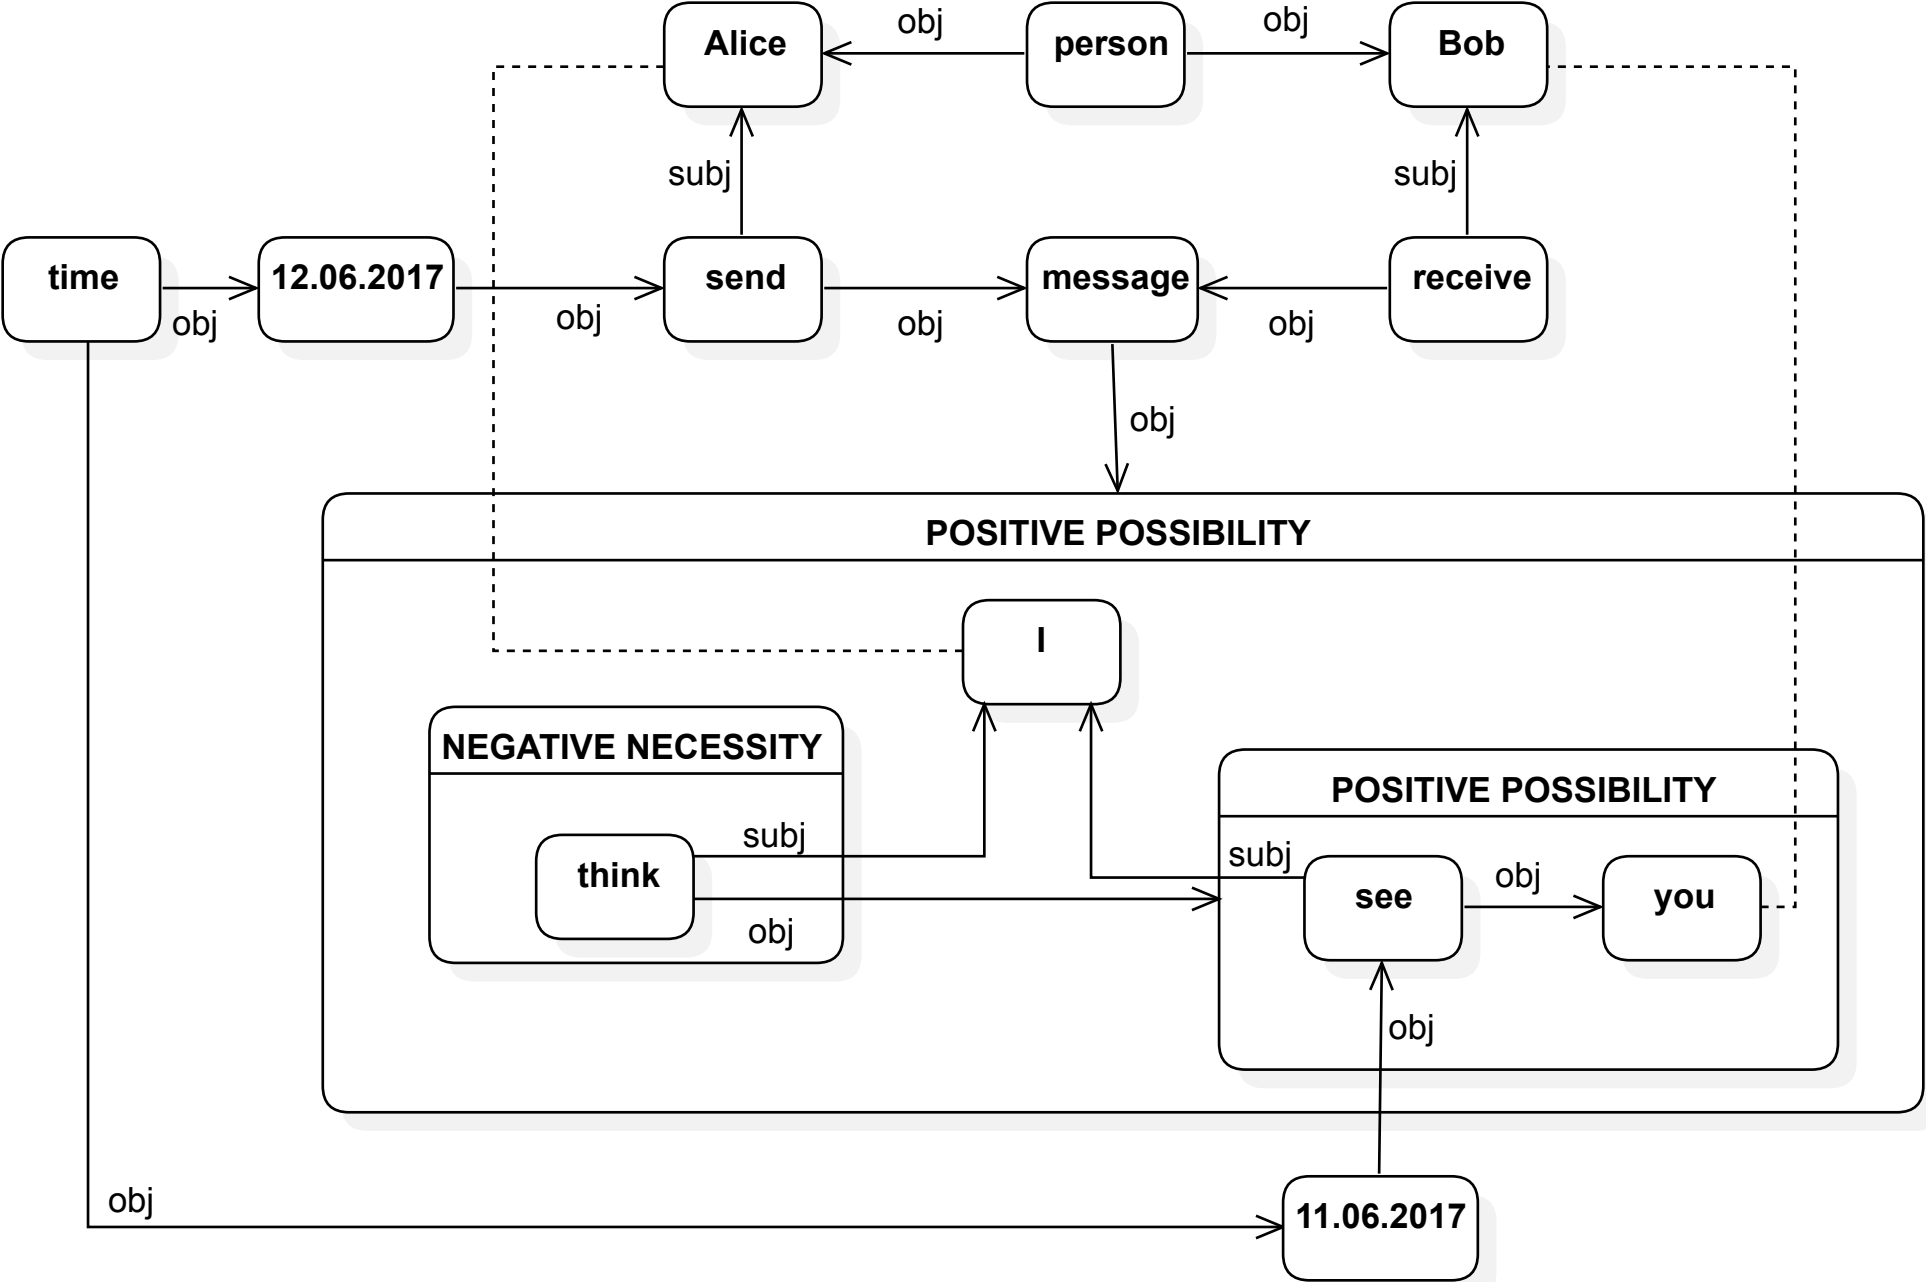 obj
obj
Alice
person
Bob
subj
subj
time
12.06.2017
send
message
receive
obj
obj
obj
obj
obj
POSITIVE POSSIBILITY
I
NEGATIVE NECESSITY
POSITIVE POSSIBILITY
subj
subj
think
obj
see
you
obj
obj
obj
11.06.2017